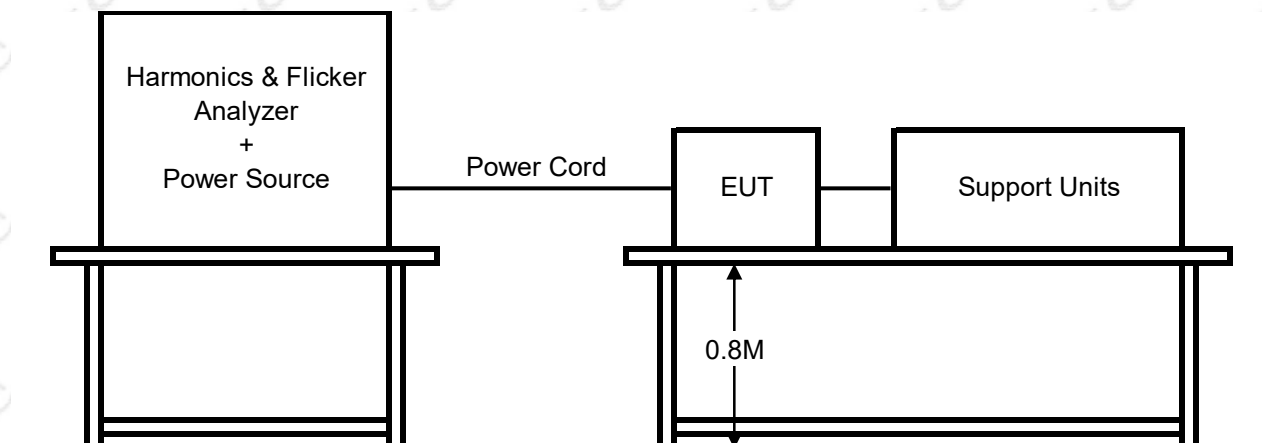 Harmonics & Flicker
Analyzer
+
Power Source
Power Cord
EUT
Support Units
0.8M